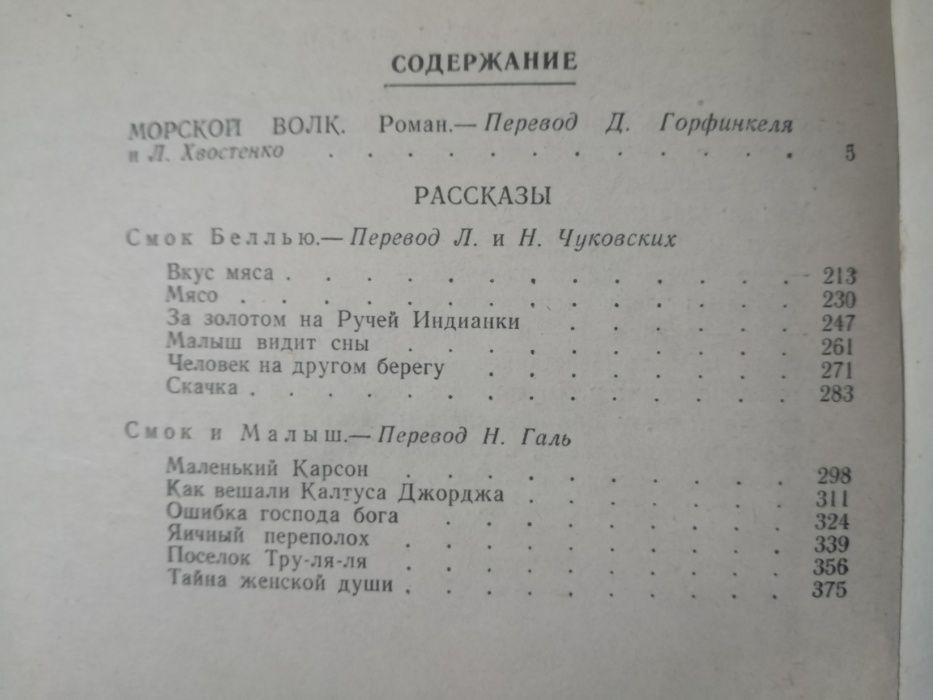 СОДЕРЖАНИЕ
МОРСКОЙ ВОЛК. Роман.— Перевод Д. Горфинкеля
и Л. Хвостенко . . . . . . . . . . . 5
РАССКАЗЫ
Смок Беллью.— Перевод Л. и Н. Чуковских
Вкус мяса . . . . . . . . . . . . 213
Мясо . . . . . . . . . . . . . 230
За золотом на Ручей Индианки . . . . . . 247
Малыш видит сны . . . . . . . . . . 261
Человек на другом берегу . . . . . . . . 271
Скачка . . . . . . . . . . . . . 283
Смок и Малыш.— Перевод Н. Галь
Маленький Карсон . . . . . . . . . . 298
Как вешали Калтуса Джорджа . . . . . . . 311
Ошибка господа бога . . . . . . . . . 324
Яичный переполох . . . . . . . . . . 339
Поселок Тру-ля-ля . . . . . . . . . . 356
Тайна женской души . . . . . . . . . . 375